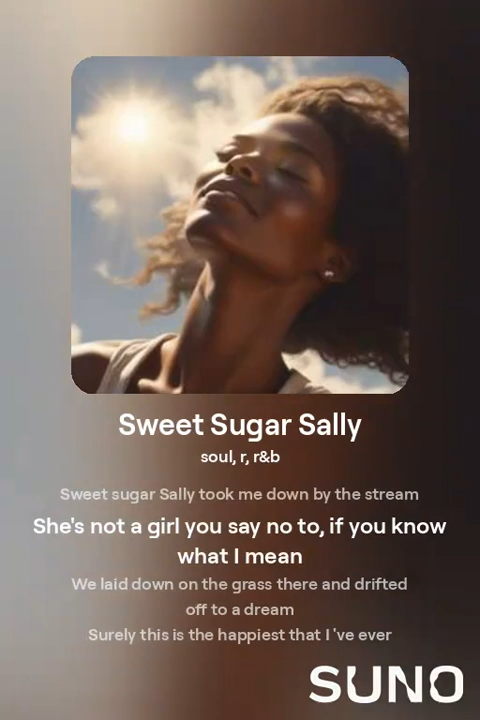 Sweet Sugar Sally
soul, r, r&b
Sweet sugar Sally took me down by the stream
She's not a girl you say no to, if you know
what I mean
We laid down on the grass there and drifted
off to a dream
Surely this is the happiest that I 've ever
SUNO